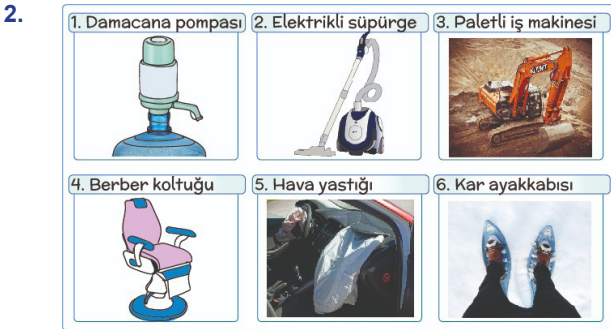 2.
1. Damacana pompası
2. Elektrikli süpürge
3. Paletli iş makinesi
4. Berber koltuğu
5. Hava yastığı
6. Kar ayakkabısı